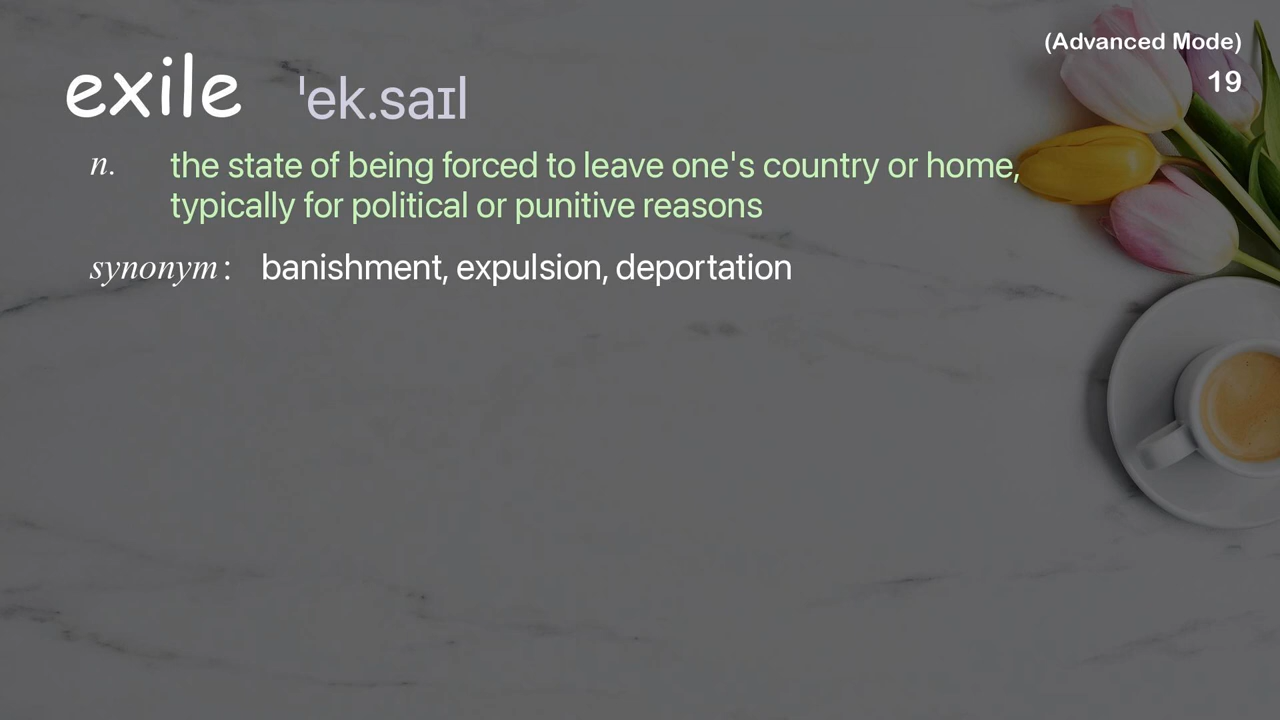 (Advanced Mode)
19
exile ˈek.saɪl
n. the state of being forced to leave one's country or home,
typically for political or punitive reasons
synonym: banishment, expulsion, deportation